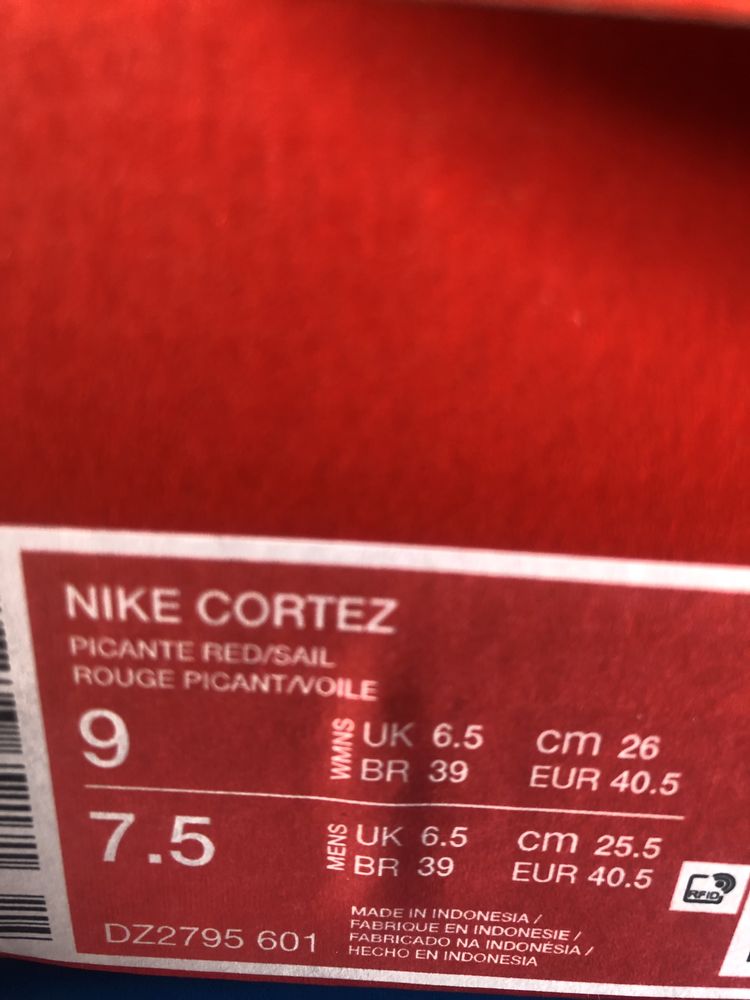 NIKE CORTEZ
PICANTE RED/SAIL
ROUGE PICANT/VOILE
9 WMNS UK 6.5 cm 26
BR 39 EUR 40.5
7.5 MENS UK 6.5 cm 25.5
BR 39 EUR 40.5
RFID
DZ2795 601
MADE IN INDONESIA /
FABRIQUE EN INDONESIE /
FABRICADO NA INDONÉSIA /
HECHO EN INDONESIA